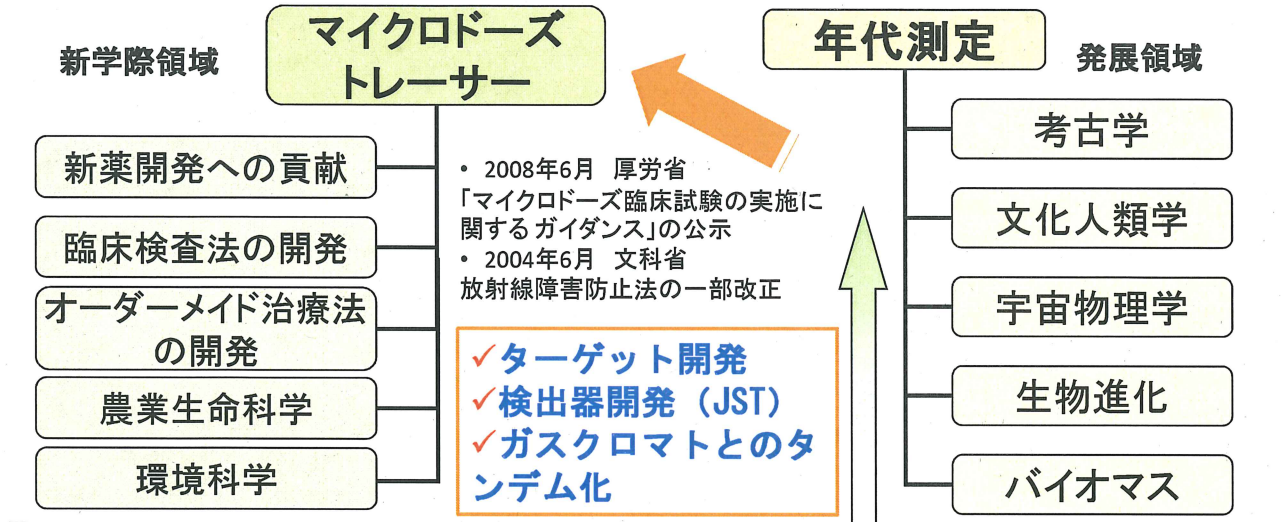 新学際領域
マイクロドーズ
トレーサー
新薬開発への貢献
臨床検査法の開発
オーダーメイド治療法
の開発
農業生命科学
環境科学
• 2008年6月 厚労省
「マイクロドーズ臨床試験の実施に
関するガイダンス」の公示
• 2004年6月 文科省
放射線障害防止法の一部改正
✓ターゲット開発
✓検出器開発（JST）
✓ガスクロマトとのタ
ンデム化
年代測定
発展領域
考古学
文化人類学
宇宙物理学
生物進化
バイオマス